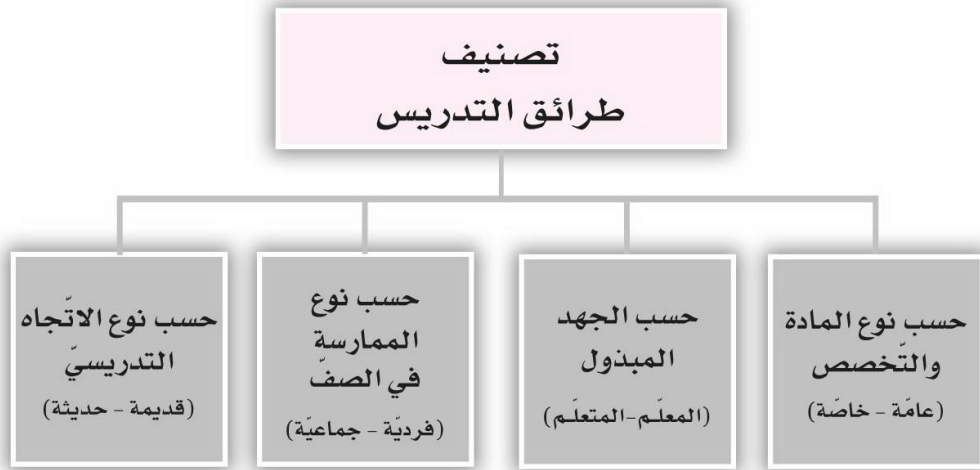 تصنيف
طرائق التدريس
حسب نوع المادة
والتّخصص
(عامّة - خاصّة)
حسب الجهد
المبذول
(المعلّم-المتعلّم)
حسب نوع
الممارسة
في الصفّ
(فرديّة - جماعيّة)
حسب نوع الاتّجاه
التدريسيّ
(قديمة - حديثة)